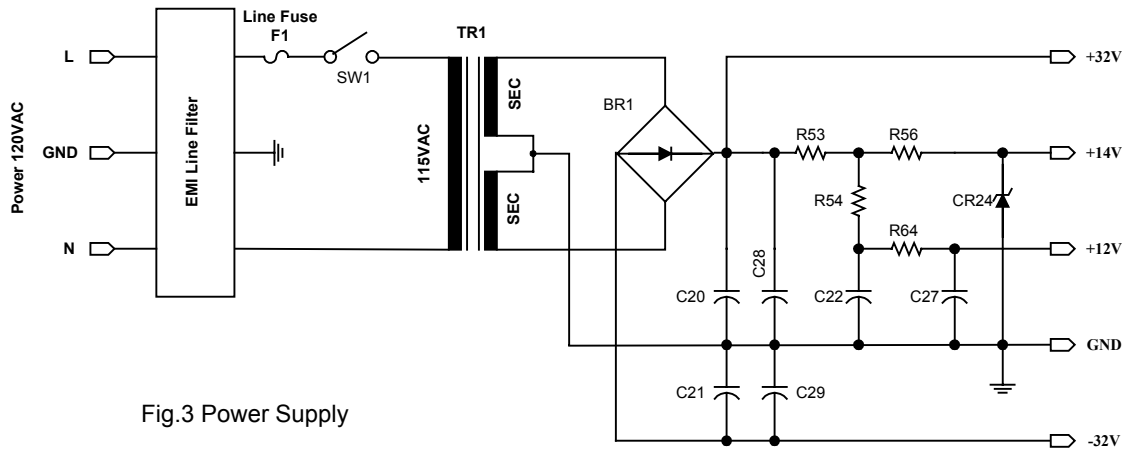 Line Fuse
F1
TR1
L
+32V
SW1
SEC
BR1
Power 120VAC
EMI Line Filter
115VAC
R53
R56
GND
+14V
SEC
R54
CR24
R64
N
+12V
C28
C20
C22
C27
GND
C21
C29
Fig.3 Power Supply
-32V